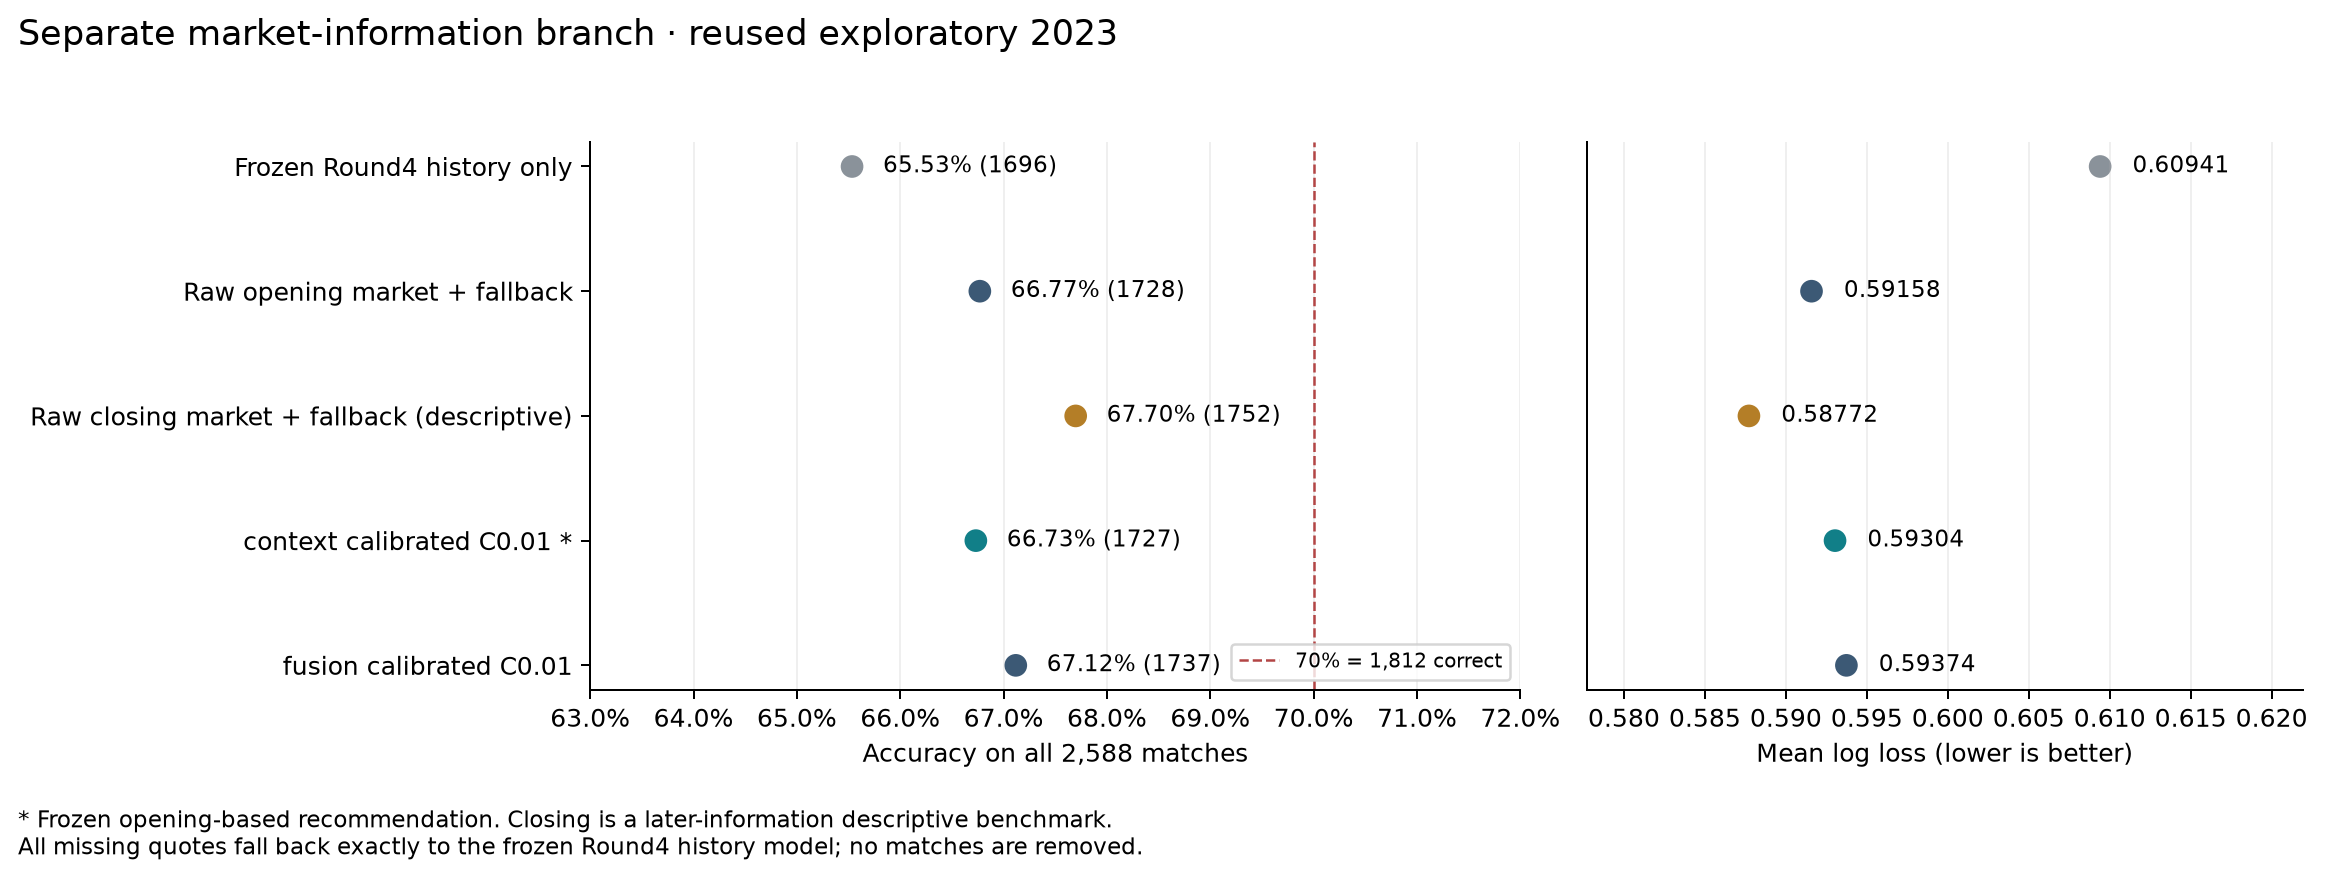 Separate market-information branch · reused exploratory 2023
Frozen Round4 history only
65.53% (1696)
0.60941
Raw opening market + fallback
66.77% (1728)
0.59158
Raw closing market + fallback (descriptive)
67.70% (1752)
0.58772
context calibrated C0.01 *
66.73% (1727)
0.59304
fusion calibrated C0.01
67.12% (1737)
70% = 1,812 correct
0.59374
63.0% 64.0% 65.0% 66.0% 67.0% 68.0% 69.0% 70.0% 71.0% 72.0%
0.580 0.585 0.590 0.595 0.600 0.605 0.610 0.615 0.620
Accuracy on all 2,588 matches
Mean log loss (lower is better)
* Frozen opening-based recommendation. Closing is a later-information descriptive benchmark.
All missing quotes fall back exactly to the frozen Round4 history model; no matches are removed.